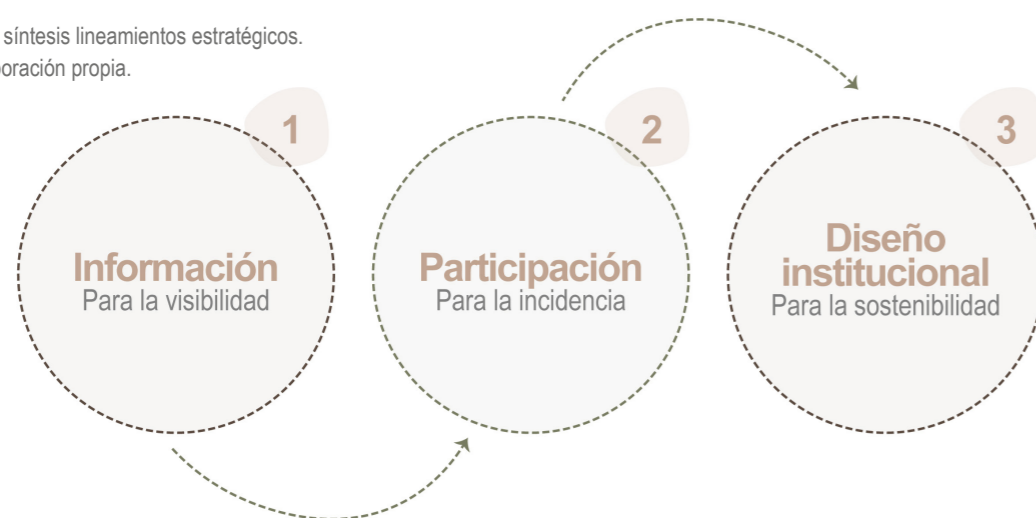 síntesis lineamientos estratégicos.
propia.
1
Información
Para la visibilidad
2
Participación
Para la incidencia
3
Diseño
institucional
Para la sostenibilidad